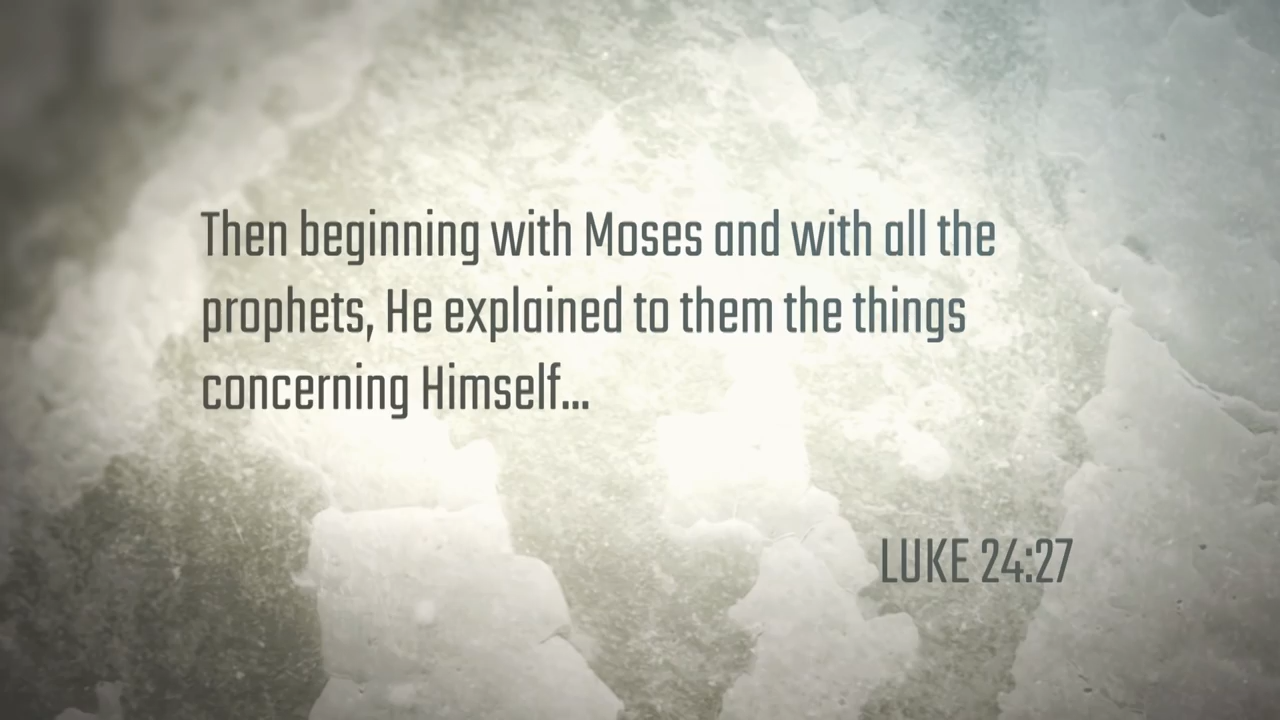 Then beginning with Moses and with all the
prophets, He explained to them the things
concerning Himself...
LUKE 24:27